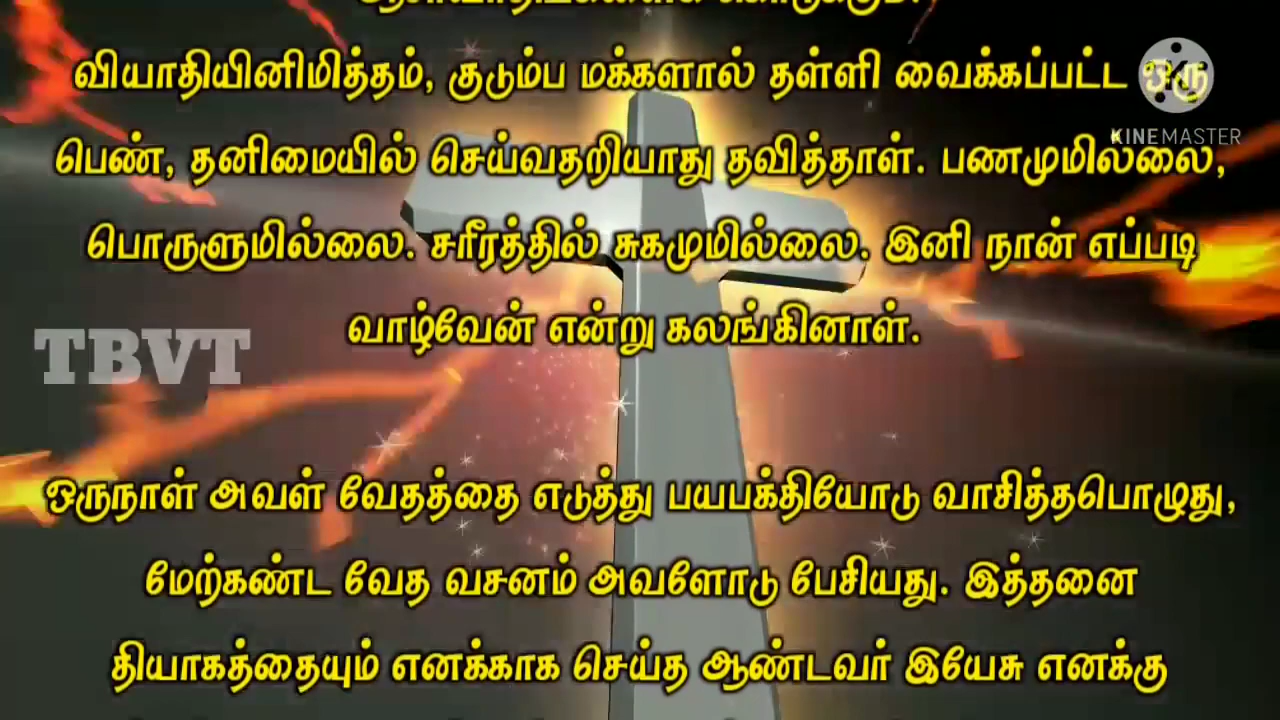 வியாதியினிமித்தம், குடும்ப மக்களால் தள்ளி வைக்கப்பட்ட ஒரு
KINEMASTER
பெண், தனிமையில் செய்வதறியாது தவித்தாள். பணமுமில்லை,
பொருளுமில்லை. சரீரத்தில் சுகமுமில்லை. இனி நான் எப்படி
வாழ்வேன் என்று கலங்கினாள்.
TBVT
ஒருநாள் அவள் வேதத்தை எடுத்து பயபக்தியோடு வாசித்தபொழுது,
மேற்கண்ட வேத வசனம் அவளோடு பேசியது. இத்தனை
தியாகத்தையும் எனக்காக செய்த ஆண்டவர் இயேசு எனக்கு